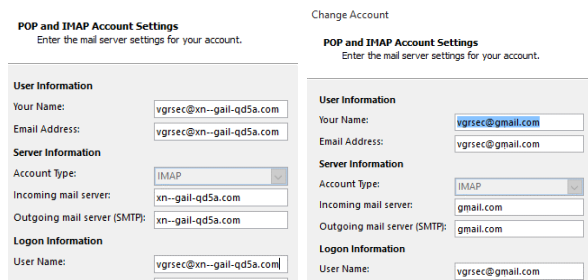 POP and IMAP Account Settings
Enter the mail server settings for your account.
User Information
Your Name:
vgrsec@xn--gail-qd5a.com
Email Address:
vgrsec@xn--gail-qd5a.com
Server Information
Account Type:
IMAP
Incoming mail server:
xn--gail-qd5a.com
Outgoing mail server (SMTP):
xn--gail-qd5a.com
Logon Information
User Name:
vgrsec@xn--gail-qd5a.com
Change Account
POP and IMAP Account Settings
Enter the mail server settings for your account.
User Information
Your Name:
vgrsec@gṃail.com
Email Address:
vgrsec@gṃail.com
Server Information
Account Type:
IMAP
Incoming mail server:
gṃail.com
Outgoing mail server (SMTP):
gṃail.com
Logon Information
User Name:
vgrsec@gṃail.com